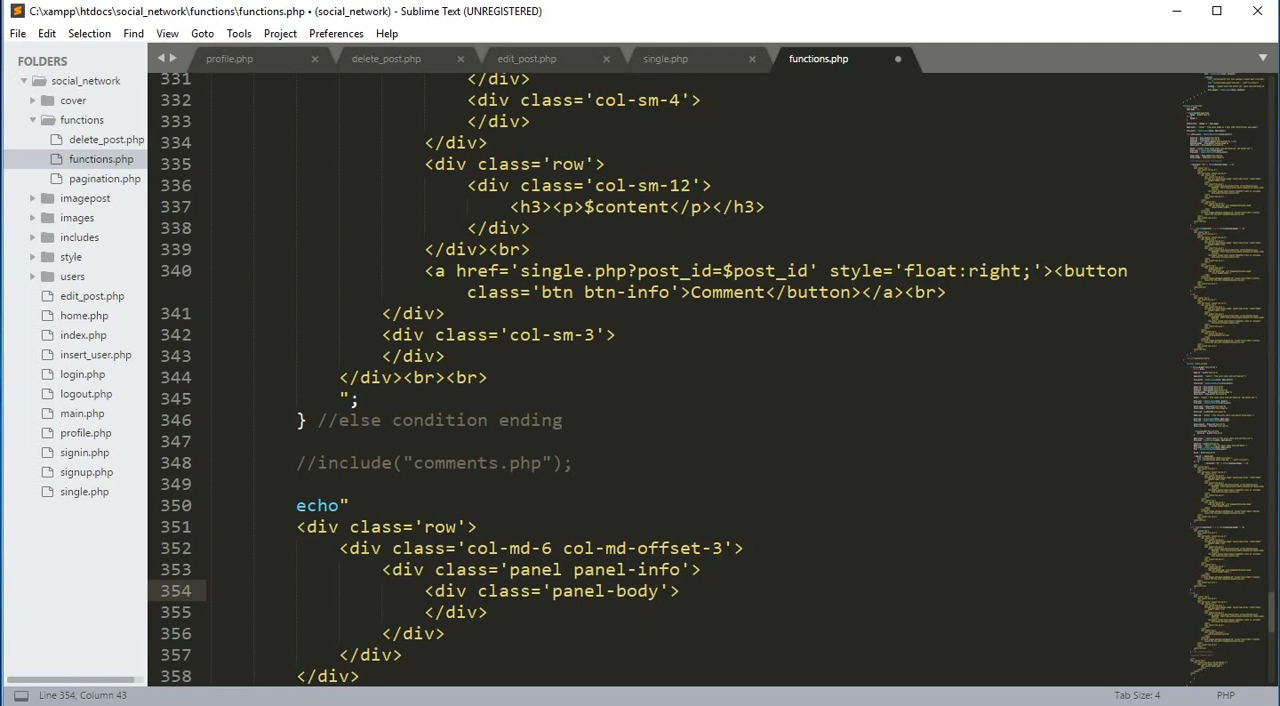 C:\xampp\htdocs\social_network\functions\functions.php • (social_network) - Sublime Text (UNREGISTERED)
File Edit Selection Find View Goto Tools Project Preferences Help
FOLDERS
social_network
cover
functions
delete_post.php
functions.php
pagination.php
imagepost
images
includes
style
users
edit_post.php
home.php
index.php
insert_user.php
login.php
logout.php
main.php
profile.php
signin.php
signup.php
single.php
profile.php delete_post.php edit_post.php single.php functions.php
331 </div>
332 <div class='col-sm-4'>
333 </div>
334 </div>
335 <div class='row'>
336 <div class='col-sm-12'>
337 <h3><p>$content</p></h3>
338 </div>
339 </div><br>
340 <a href='single.php?post_id=$post_id' style='float:right;'><button
class='btn btn-info'>Comment</button></a><br>
341 </div>
342 <div class='col-sm-3'>
343 </div>
344 </div><br><br>
345 ";
346 } //else condition ending
347
348 //include("comments.php");
349
350 echo"
351 <div class='row'>
352 <div class='col-md-6 col-md-offset-3'>
353 <div class='panel panel-info'>
354 <div class='panel-body'>
355 </div>
356 </div>
357 </div>
358 </div>
Line 354, Column 43 Tab Size: 4 PHP